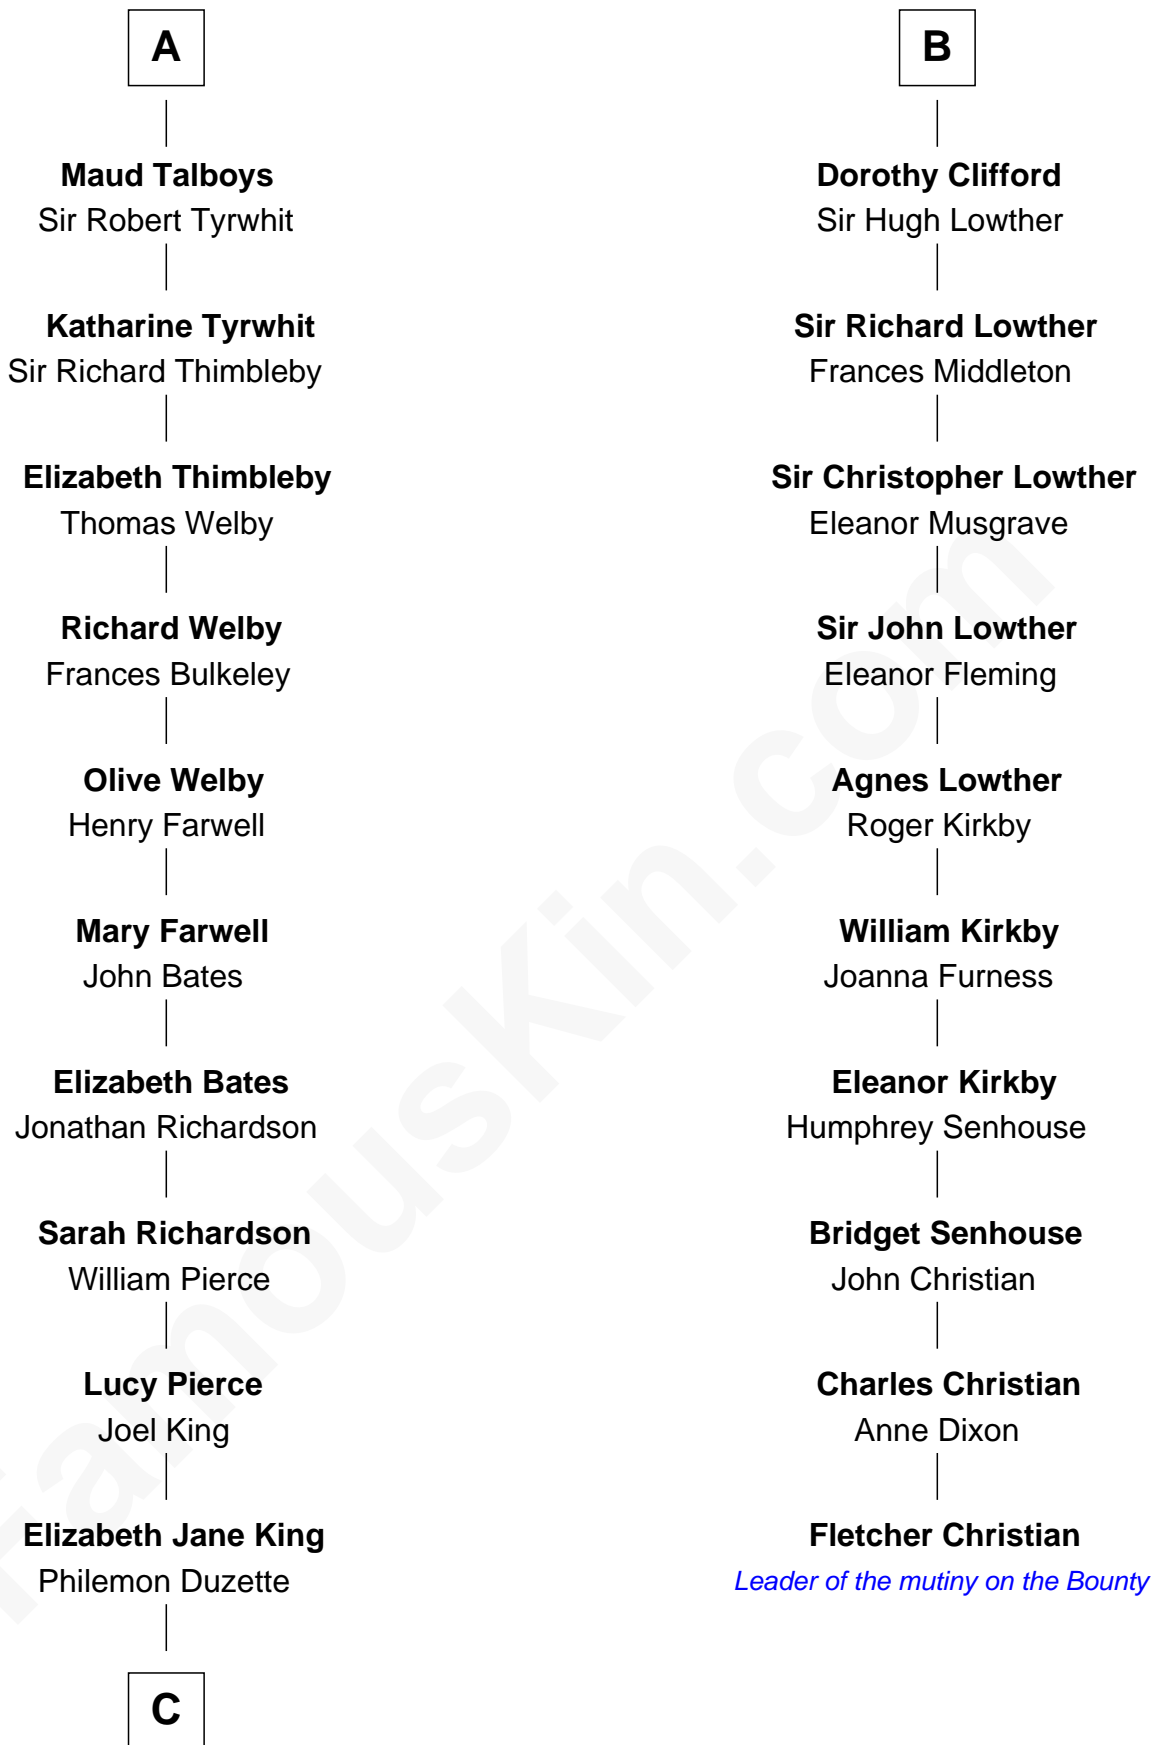 A
Maud Talboys
Sir Robert Tyrwhit
Katharine Tyrwhit
Sir Richard Thimbleby
Elizabeth Thimbleby
Thomas Welby
Richard Welby
Frances Bulkeley
Olive Welby
Henry Farwell
Mary Farwell
John Bates
Elizabeth Bates
Jonathan Richardson
Sarah Richardson
William Pierce
Lucy Pierce
Joel King
Elizabeth Jane King
Philemon Duzette
C
B
Dorothy Clifford
Sir Hugh Lowther
Sir Richard Lowther
Frances Middleton
Sir Christopher Lowther
Eleanor Musgrave
Sir John Lowther
Eleanor Fleming
Agnes Lowther
Roger Kirkby
William Kirkby
Joanna Furness
Eleanor Kirkby
Humphrey Senhouse
Bridget Senhouse
John Christian
Charles Christian
Anne Dixon
Fletcher Christian
Leader of the mutiny on the Bounty
FamousKin.com